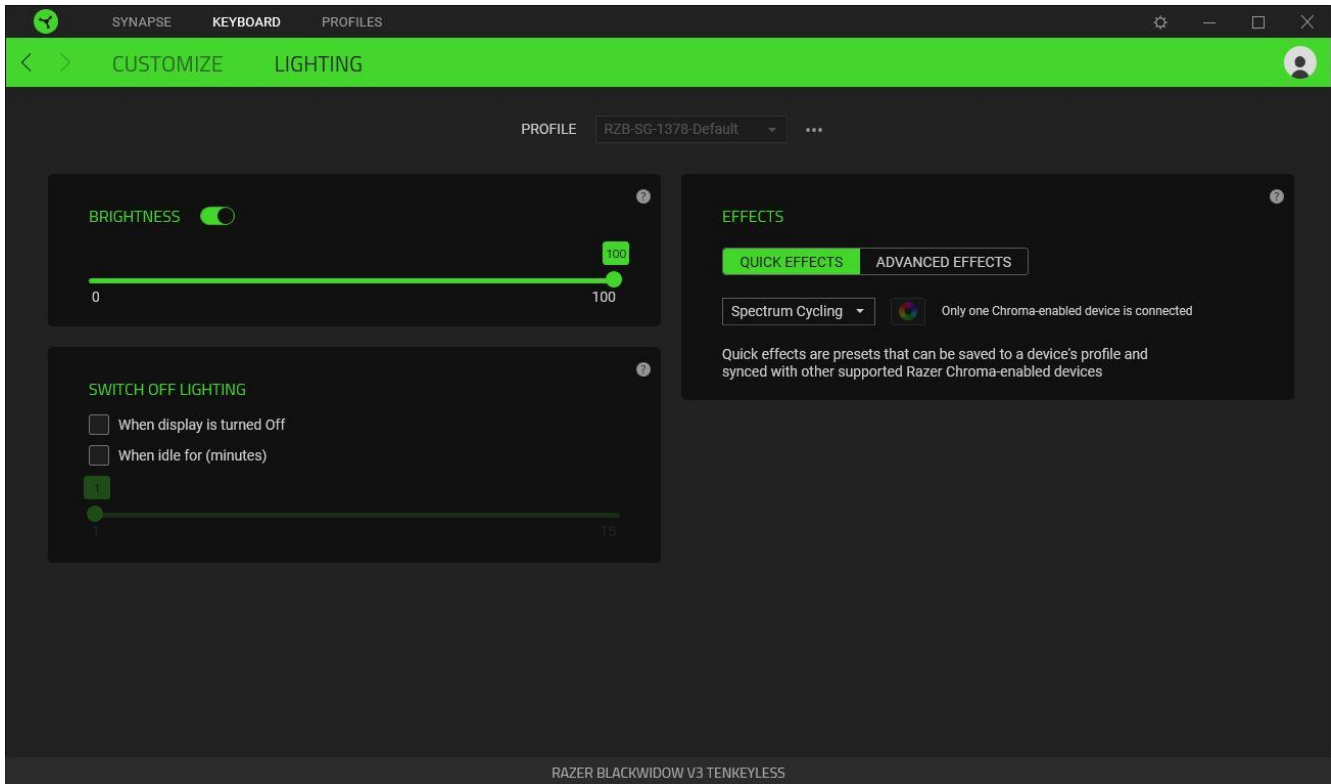 SYNAPSE KEYBOARD PROFILES
CUSTOMIZE LIGHTING
PROFILE RZB-SG-1378-Default
BRIGHTNESS
100
0 100
SWITCH OFF LIGHTING
When display is turned Off
When idle for (minutes)
1
1 15
EFFECTS
QUICK EFFECTS ADVANCED EFFECTS
Spectrum Cycling Only one Chroma-enabled device is connected
Quick effects are presets that can be saved to a device's profile and
synced with other supported Razer Chroma-enabled devices
RAZER BLACKWIDOW V3 TENKEYLESS